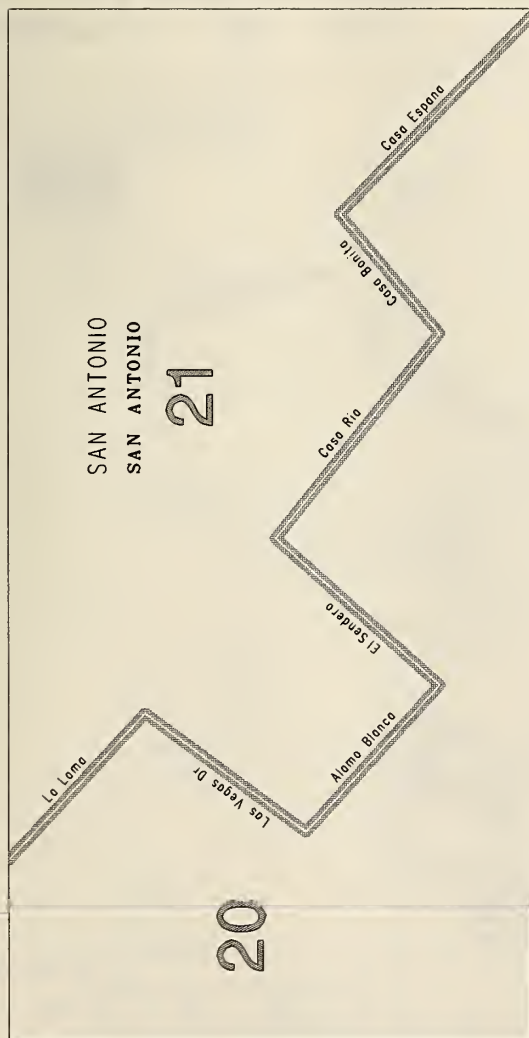 SAN ANTONIO
SAN ANTONIO
21
20
La Loma
Las Vegas Dr
Alamo Blanco
El Sendero
Casa Rio
Casa Bonita
Casa Espana